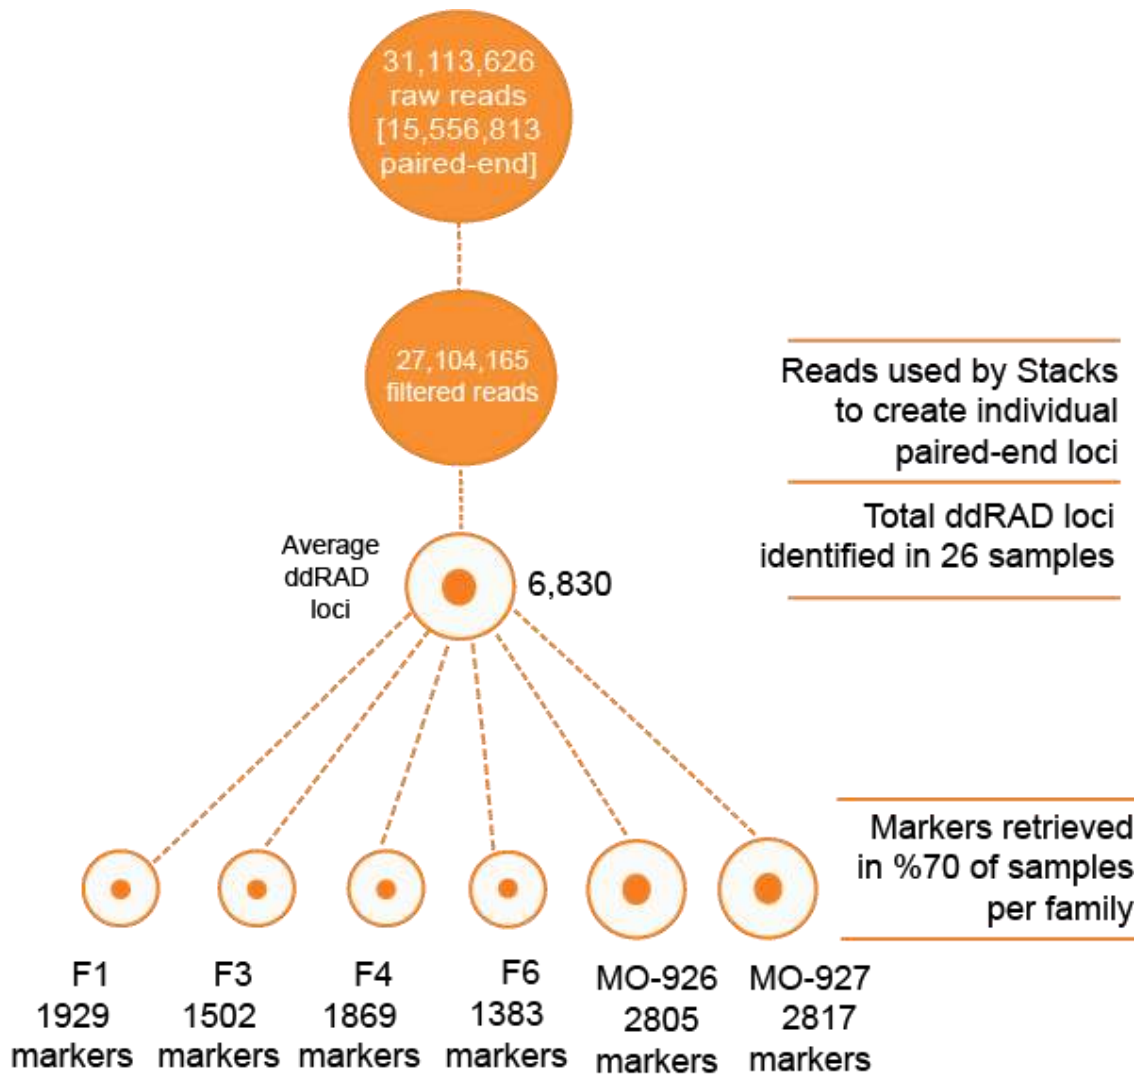 31,113,626
raw reads
[15,556,813
paired-end]
27,104,165
filtered reads
Reads used by Stacks
to create individual
paired-end loci
Total ddRAD loci
identified in 26 samples
Average
ddRAD
loci
6,830
Markers retrieved
in %70 of samples
per family
F1
1929
markers
F3
1502
markers
F4
1869
markers
F6
1383
markers
MO-926
2805
markers
MO-927
2817
markers